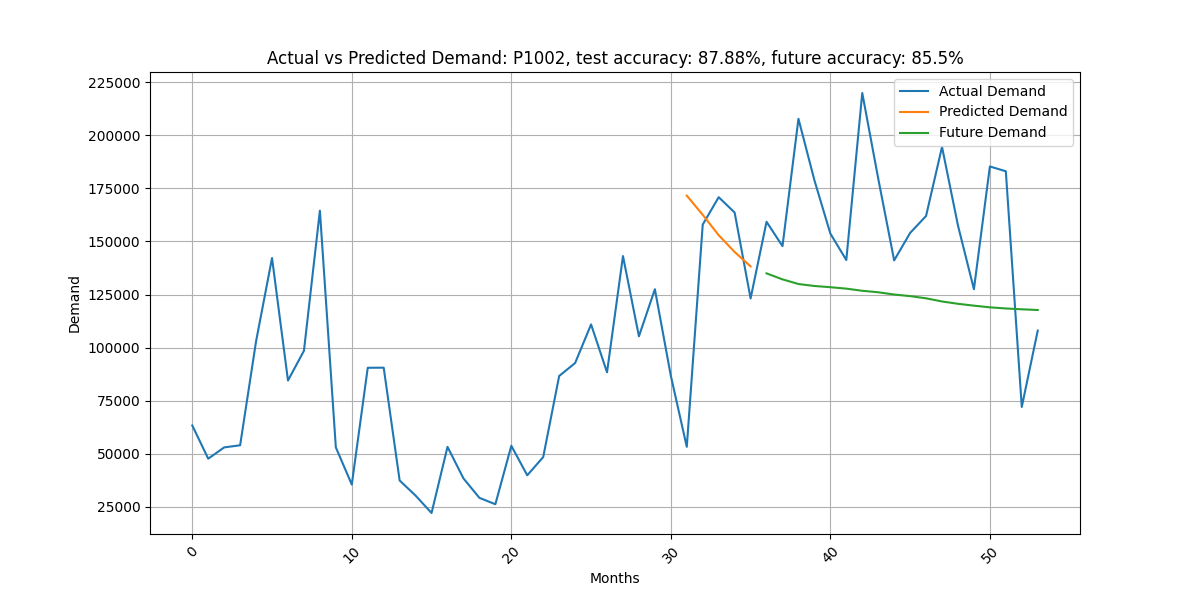 Actual vs Predicted Demand: P1002, test accuracy: 87.88%, future accuracy: 85.5%
225000
200000
175000
150000
125000
100000
75000
50000
25000
Demand
Actual Demand
Predicted Demand
Future Demand
0
10
20
30
40
50
Months